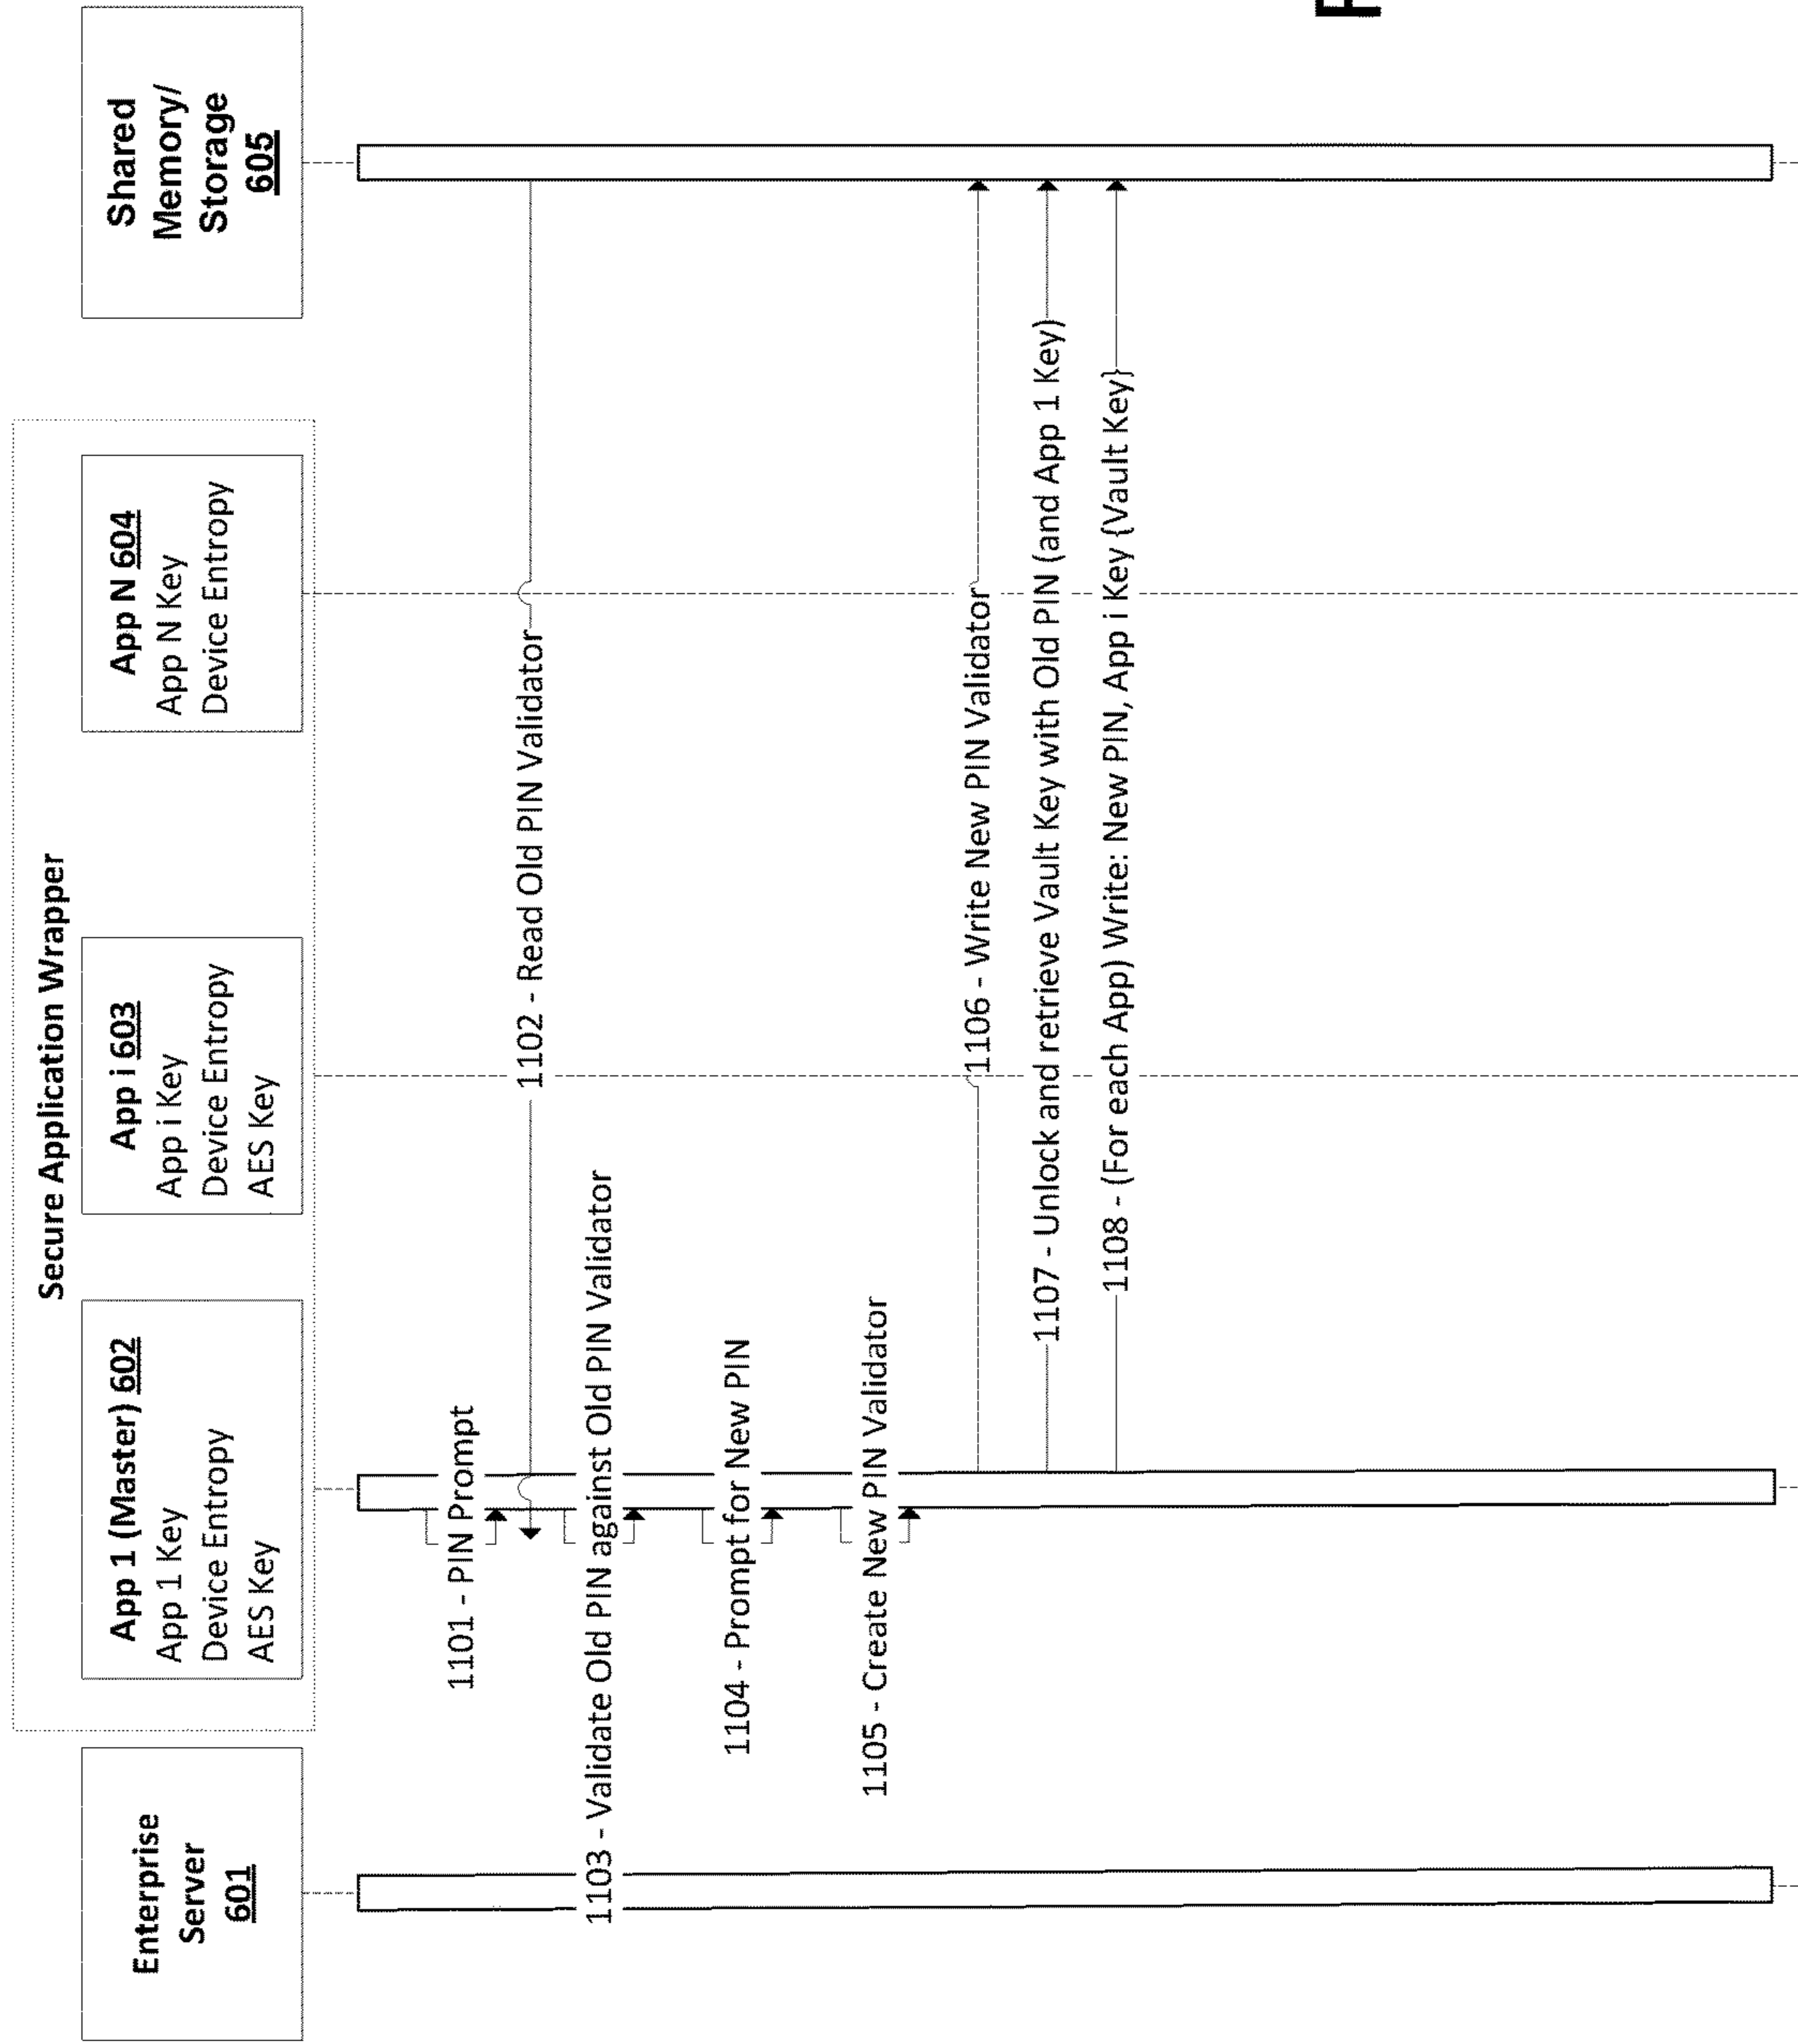 Secure Application Wrapper
Enterprise
Server
601
App 1 (Master) 602
App 1 Key
Device Entropy
AES Key
App i 603
App i Key
Device Entropy
AES Key
App N 604
App N Key
Device Entropy
Shared
Memory/
Storage
605
1101 - PIN Prompt
1102 - Read Old PIN Validator
1103 - Validate Old PIN against Old PIN Validator
1104 - Prompt for New PIN
1105 - Create New PIN Validator
1106 - Write New PIN Validator
1107 - Unlock and retrieve Vault Key with Old PIN (and App 1 Key)
1108 - (For each App) Write: New PIN, App i Key {Vault Key}